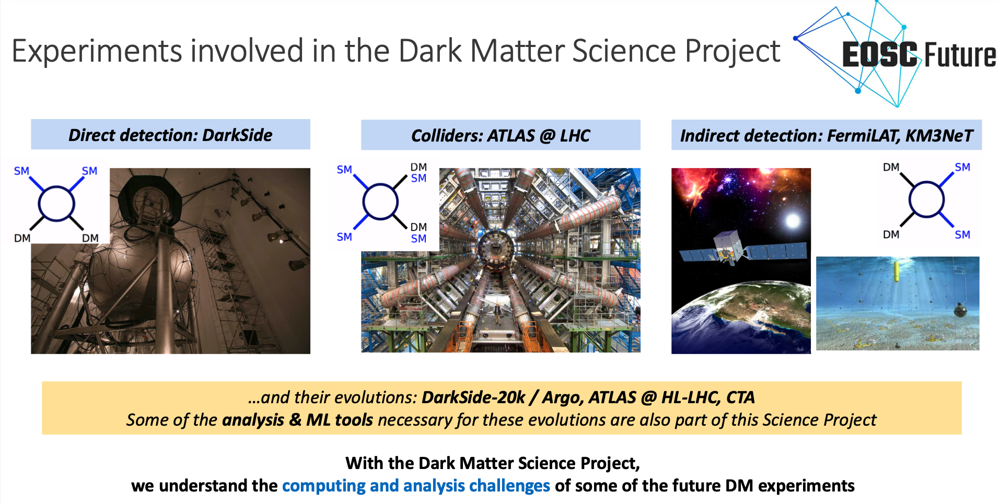 Experiments involved in the Dark Matter Science Project
EOSC Future
Direct detection: DarkSide
Colliders: ATLAS @ LHC
Indirect detection: FermiLAT, KM3NeT
SM SM
DM DM
SM DM
SM
SM DM
SM
DM SM
DM SM
...and their evolutions: DarkSide-20k / Argo, ATLAS @ HL-LHC, CTA
Some of the analysis & ML tools necessary for these evolutions are also part of this Science Project
With the Dark Matter Science Project,
we understand the computing and analysis challenges of some of the future DM experiments